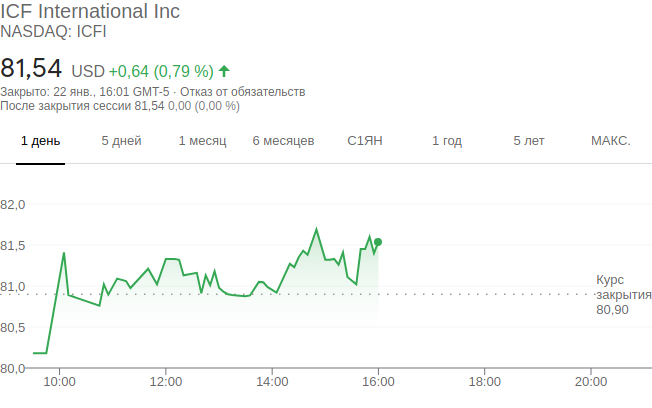 ICF International Inc
NASDAQ: ICFI
81,54 USD +0,64 (0,79 %)
Закрыто: 22 янв., 16:01 GMT-5 · Отказ от обязательств
После закрытия сессии 81,54 0,00 (0,00 %)
1 день 5 дней 1 месяц 6 месяцев С1ЯН 1 год 5 лет МАКС.
82,0
81,5
81,0
Курс
закрытия
80,90
80,5
80,0
10:00 12:00 14:00 16:00 18:00 20:00